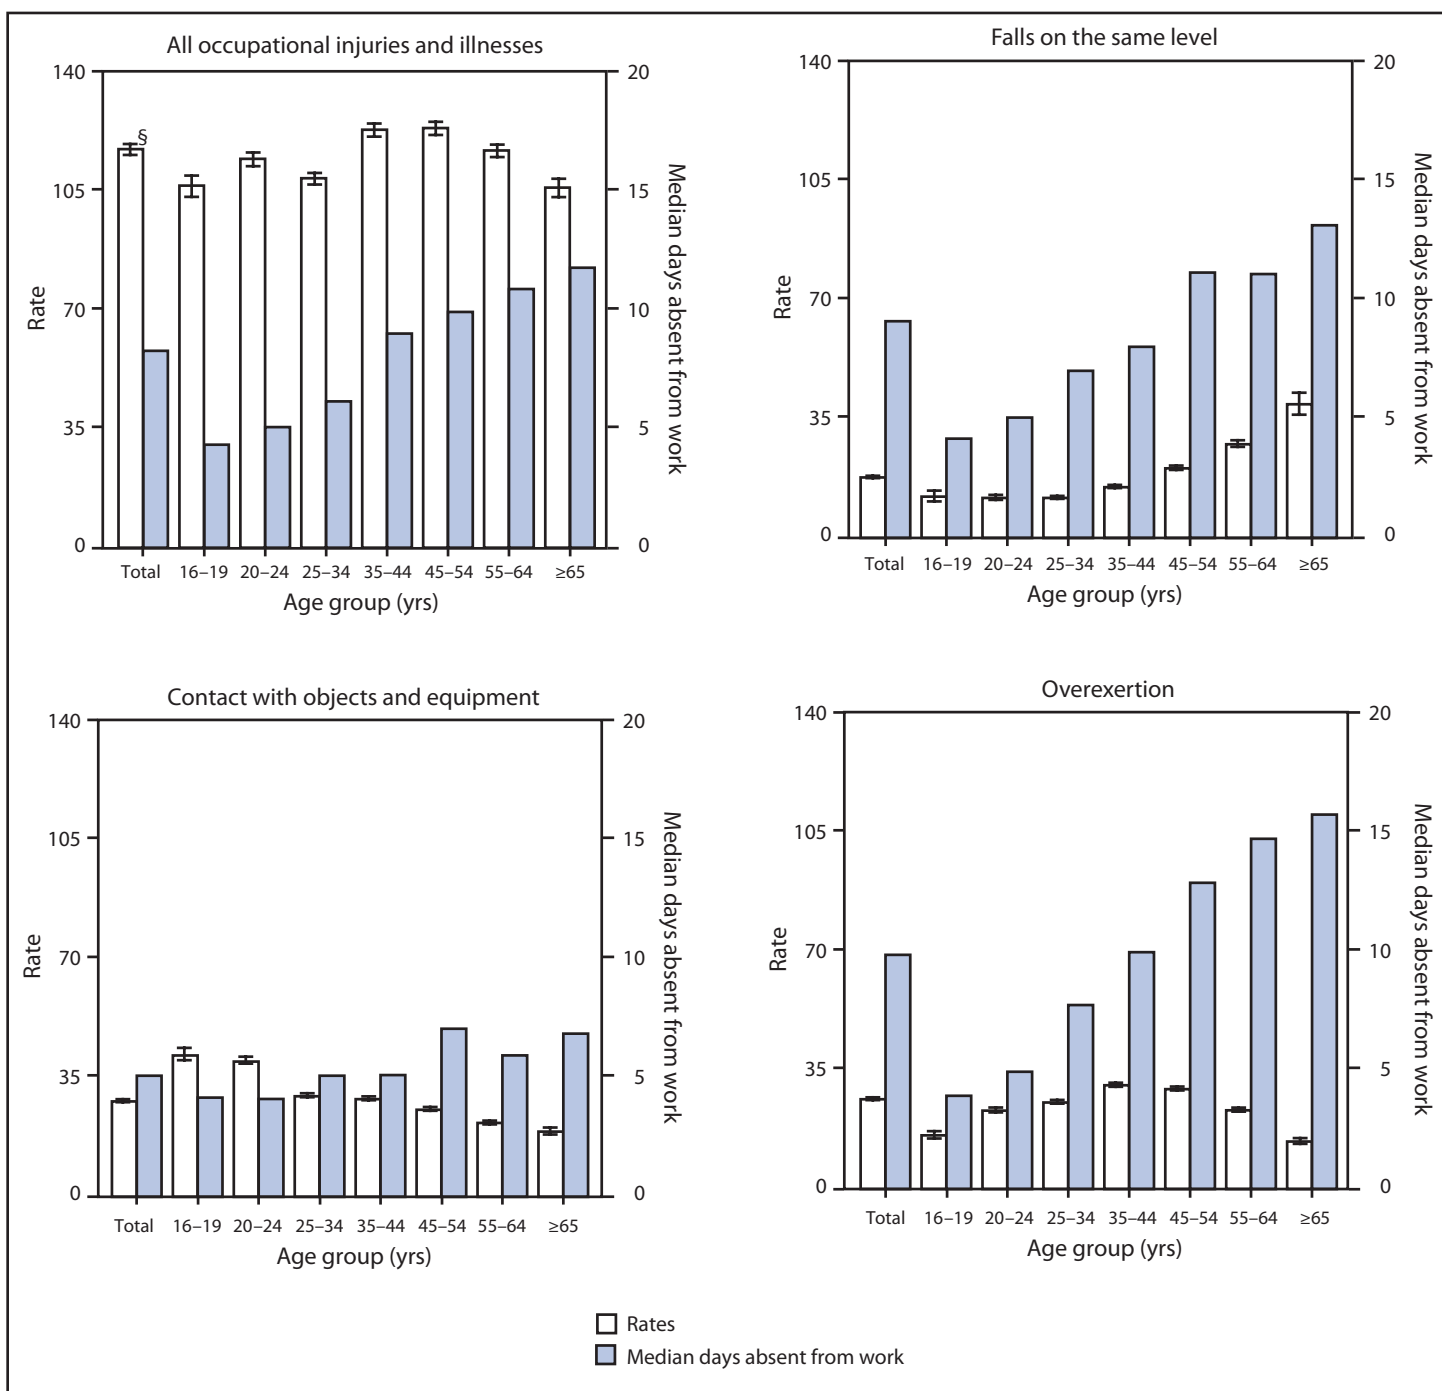 All occupational injuries and illnesses
140
105
70
35
0
20
15
10
5
0
§
Rate
Median days absent from work
Total 16–19 20–24 25–34 35–44 45–54 55–64 ≥65
Age group (yrs)
Falls on the same level
140
105
70
35
0
20
15
10
5
0
Rate
Median days absent from work
Total 16–19 20–24 25–34 35–44 45–54 55–64 ≥65
Age group (yrs)
Contact with objects and equipment
140
105
70
35
0
20
15
10
5
0
Rate
Median days absent from work
Total 16–19 20–24 25–34 35–44 45–54 55–64 ≥65
Age group (yrs)
Overexertion
140
105
70
35
0
20
15
10
5
0
Rate
Median days absent from work
Total 16–19 20–24 25–34 35–44 45–54 55–64 ≥65
Age group (yrs)
Rates
Median days absent from work